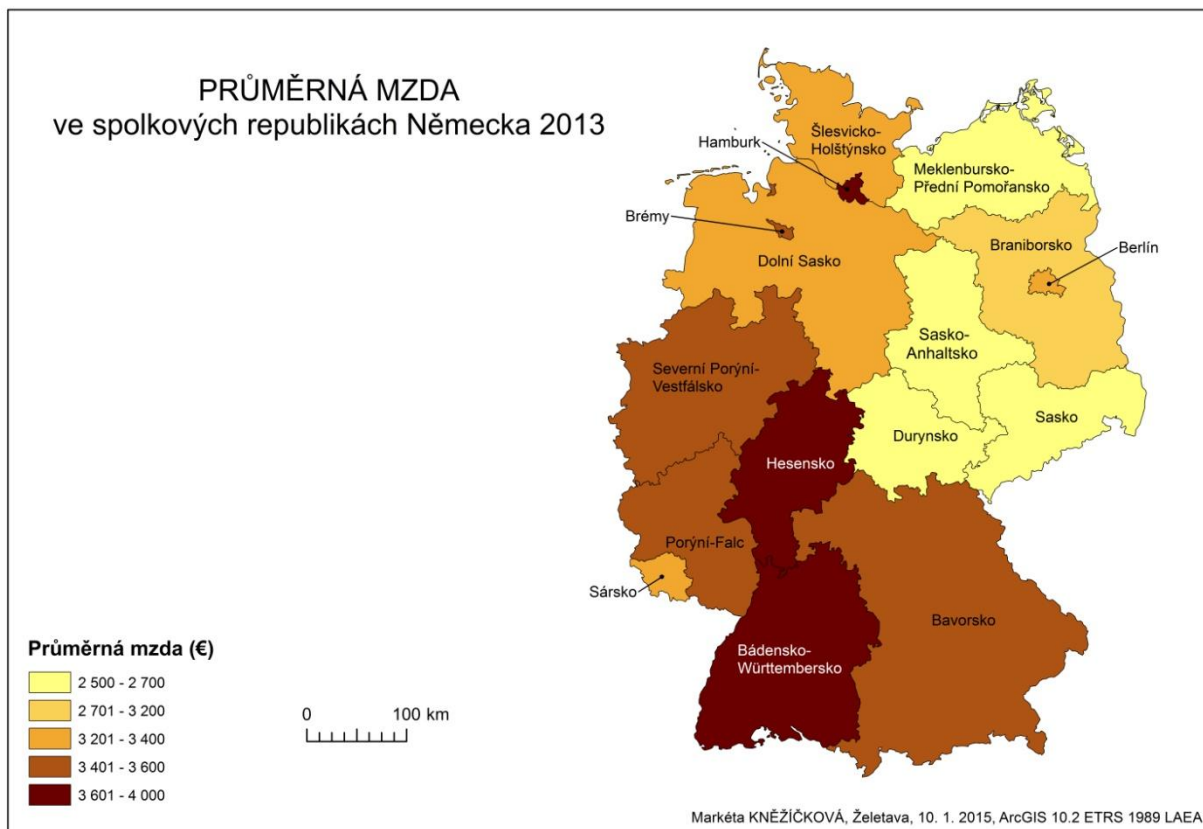 PRŮMĚRNÁ MZDA
ve spolkových republikách Německa 2013
Šlesvicko-
Holštýnsko
Hamburk
Meklenbursko-
Přední Pomořansko
Brémy
Braniborsko
Berlín
Dolní Sasko
Sasko-
Anhaltsko
Severní Porýní-
Vestfálsko
Sasko
Durynsko
Hesensko
Porýní-Falc
Sársko
Bavorsko
Bádensko-
Württembersko
Průměrná mzda (€)
2 500 - 2 700
2 701 - 3 200
3 201 - 3 400
3 401 - 3 600
3 601 - 4 000
0 100 km
Markéta KNĚŽÍČKOVÁ, Želetava, 10. 1. 2015, ArcGIS 10.2 ETRS 1989 LAEA